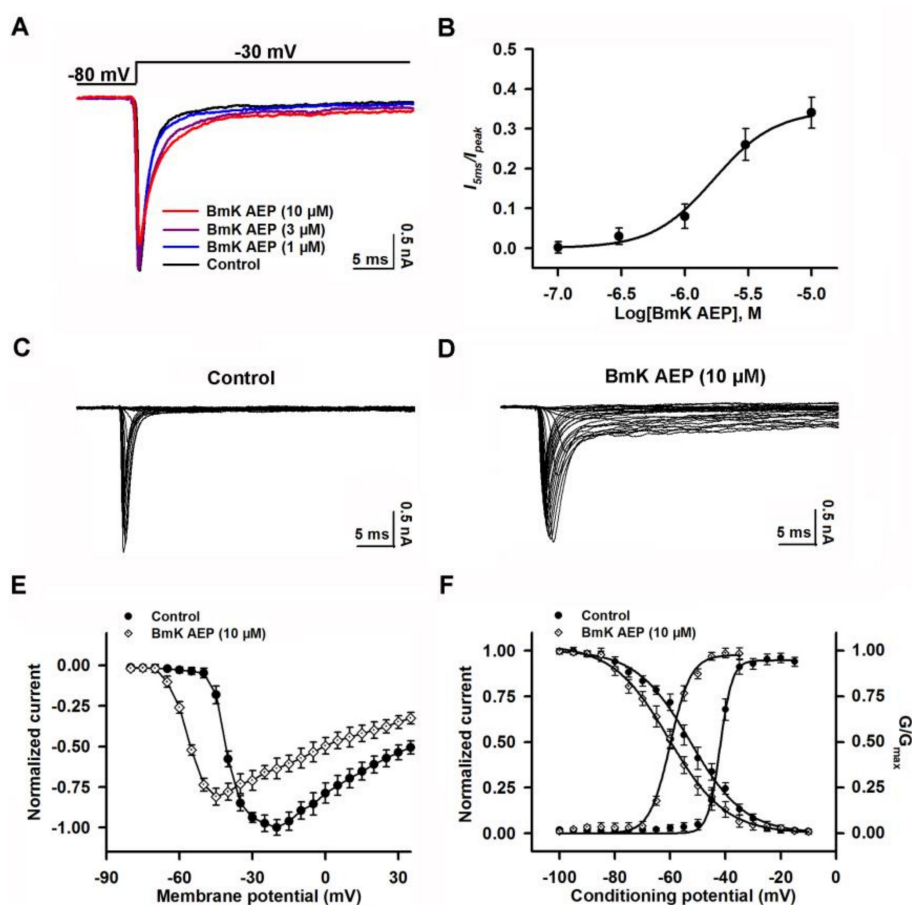 A
-80 mV
-30 mV
BmK AEP (10 µM)
BmK AEP (3 µM)
BmK AEP (1 µM)
Control
5 ms
0.5 nA
B
0.5
0.4
0.3
0.2
0.1
0.0
I5ms/Ipeak
-7.0 -6.5 -6.0 -5.5 -5.0
Log[BmK AEP], M
C
Control
5 ms
0.5 nA
D
BmK AEP (10 µM)
5 ms
0.5 nA
E
Control
BmK AEP (10 µM)
0.00
-0.25
-0.50
-0.75
-1.00
Normalized current
-90 -60 -30 0 30
Membrane potential (mV)
F
Control
BmK AEP (10 µM)
1.00
0.75
0.50
0.25
0.00
Normalized current
1.00
0.75
0.50
0.25
0.00
G/Gmax
-100 -80 -60 -40 -20 0
Conditioning potential (mV)